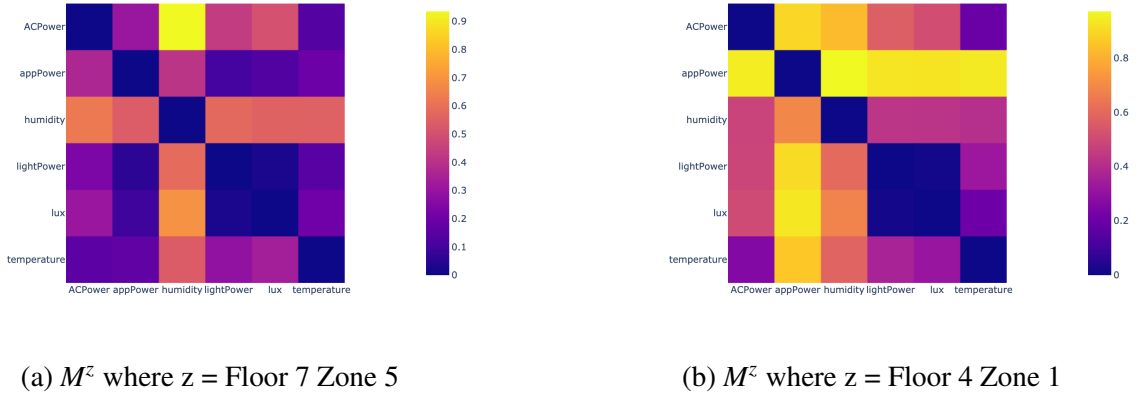 ACPower
appPower
humidity
lightPower
lux
temperature
ACPower appPower humidity lightPower lux temperature
0.9
0.8
0.7
0.6
0.5
0.4
0.3
0.2
0.1
0
ACPower
appPower
humidity
lightPower
lux
temperature
ACPower appPower humidity lightPower lux temperature
0.8
0.6
0.4
0.2
0
(a) M^z where z = Floor 7 Zone 5
(b) M^z where z = Floor 4 Zone 1